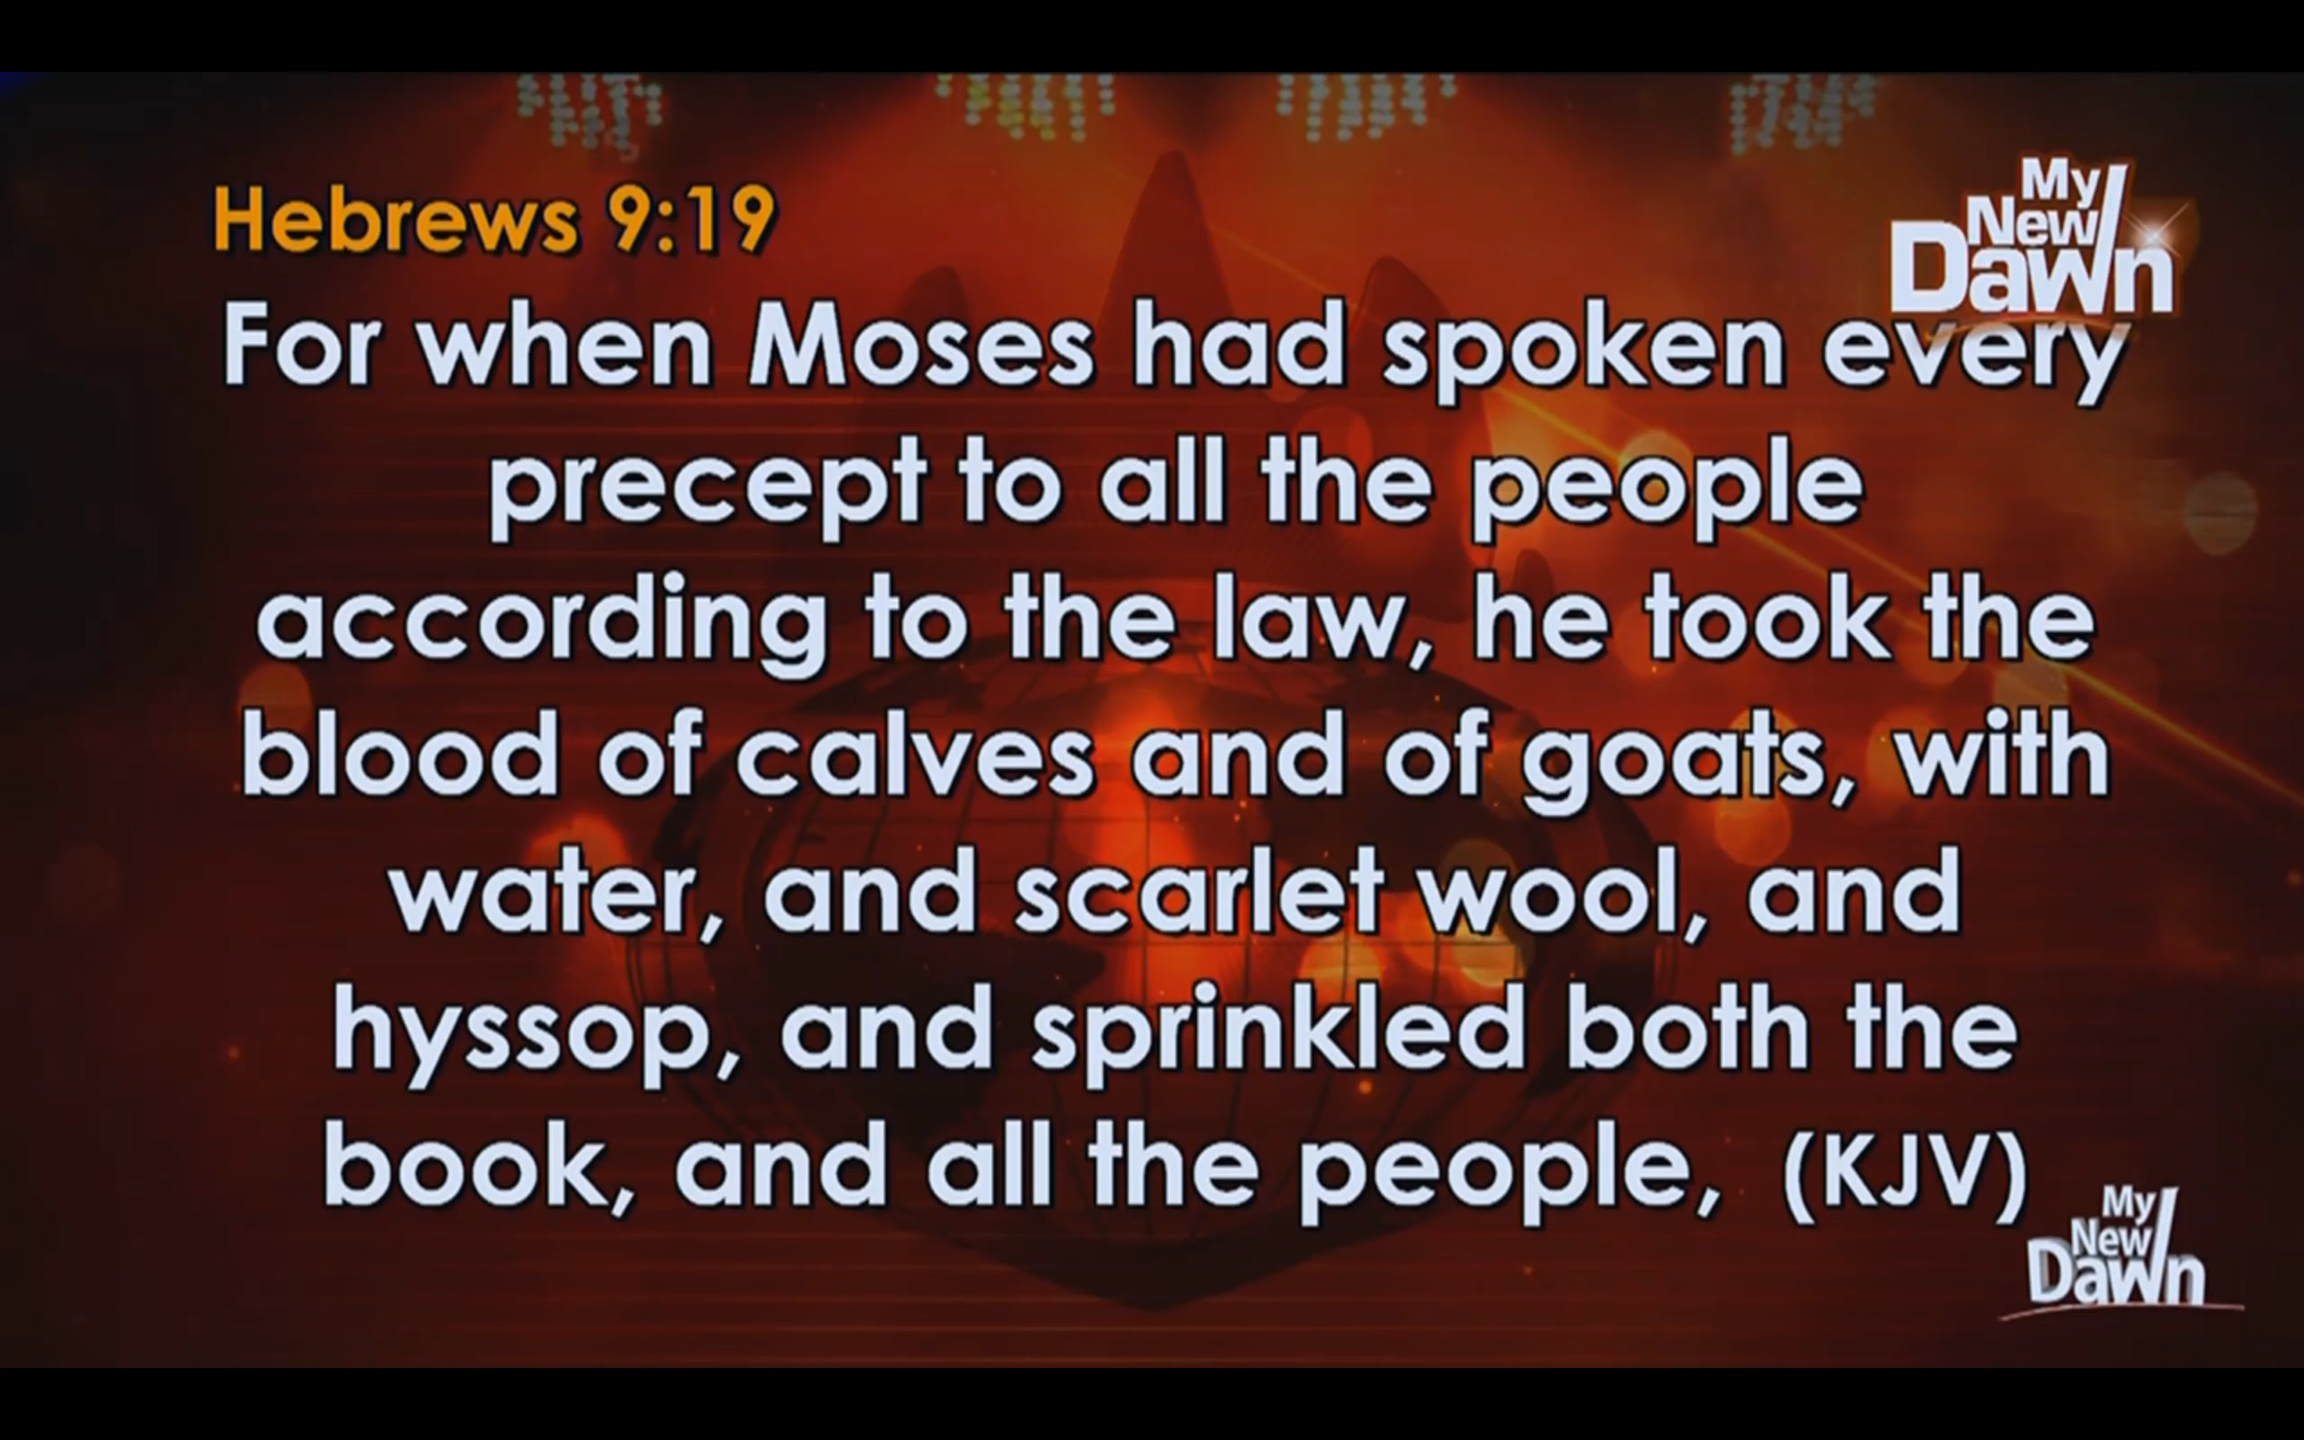 Hebrews 9:19
My
New
Dawn
For when Moses had spoken every
precept to all the people
according to the law, he took the
blood of calves and of goats, with
water, and scarlet wool, and
hyssop, and sprinkled both the
book, and all the people, (KJV)
My
New
Dawn